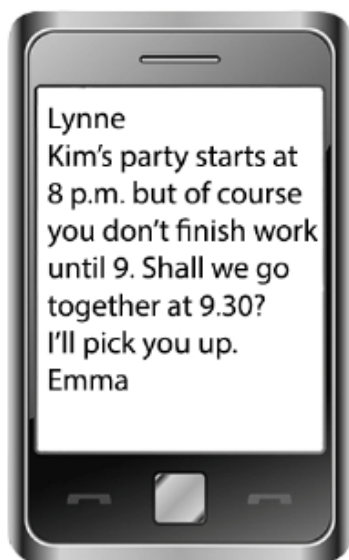 Lynne
Kim's party starts at
8 p.m. but of course
you don't finish work
until 9. Shall we go
together at 9.30?
I'll pick you up.
Emma